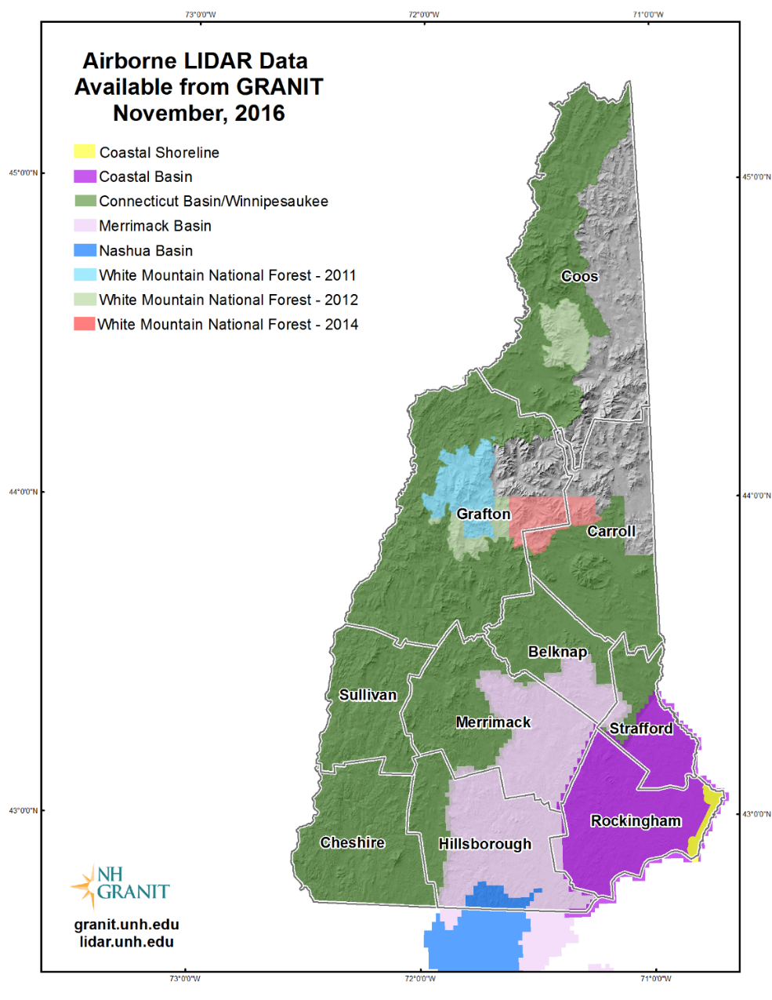 73°0'0"W
72°0'0"W
71°0'0"W
Airborne LIDAR Data
Available from GRANIT
November, 2016
Coastal Shoreline
Coastal Basin
Connecticut Basin/Winnipesaukee
Merrimack Basin
Nashua Basin
White Mountain National Forest - 2011
White Mountain National Forest - 2012
White Mountain National Forest - 2014
45°0'0"N
45°0'0"N
Coos
44°0'0"N
44°0'0"N
Grafton
Carroll
Belknap
Sullivan
Merrimack
Strafford
43°0'0"N
43°0'0"N
Rockingham
Cheshire
Hillsborough
NH
GRANIT
granit.unh.edu
lidar.unh.edu
73°0'0"W
72°0'0"W
71°0'0"W